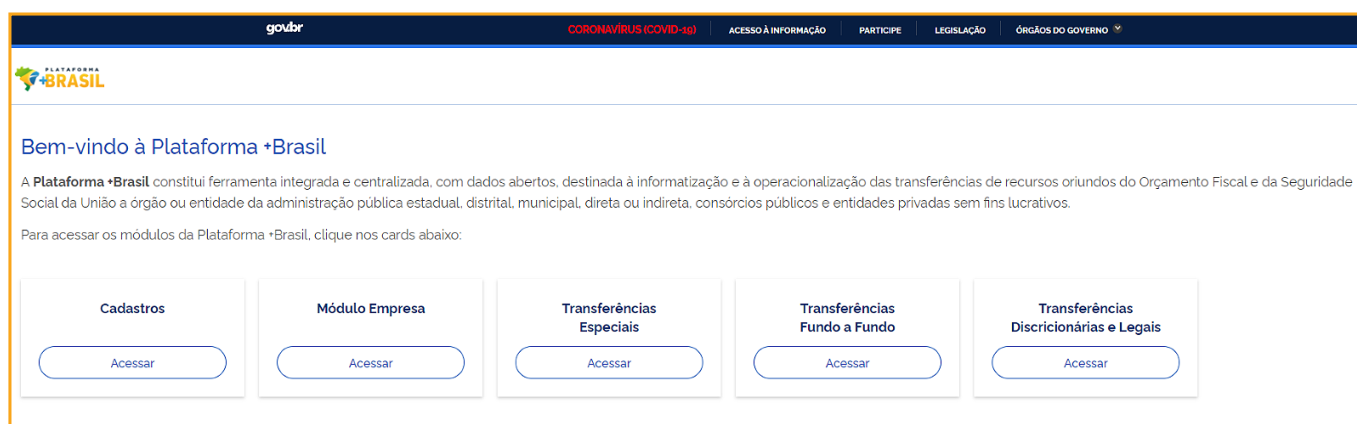 gov.br CORONAVÍRUS (COVID-19) ACESSO À INFORMAÇÃO PARTICIPE LEGISLAÇÃO ÓRGÃOS DO GOVERNO
PLATAFORMA
+BRASIL
Bem-vindo à Plataforma +Brasil
A Plataforma +Brasil constitui ferramenta integrada e centralizada, com dados abertos, destinada à informatização e à operacionalização das transferências de recursos oriundos do Orçamento Fiscal e da Seguridade
Social da União a órgão ou entidade da administração pública estadual, distrital, municipal, direta ou indireta, consórcios públicos e entidades privadas sem fins lucrativos.
Para acessar os módulos da Plataforma +Brasil, clique nos cards abaixo:
Cadastros
Acessar
Módulo Empresa
Acessar
Transferências
Especiais
Acessar
Transferências
Fundo a Fundo
Acessar
Transferências
Discricionárias e Legais
Acessar